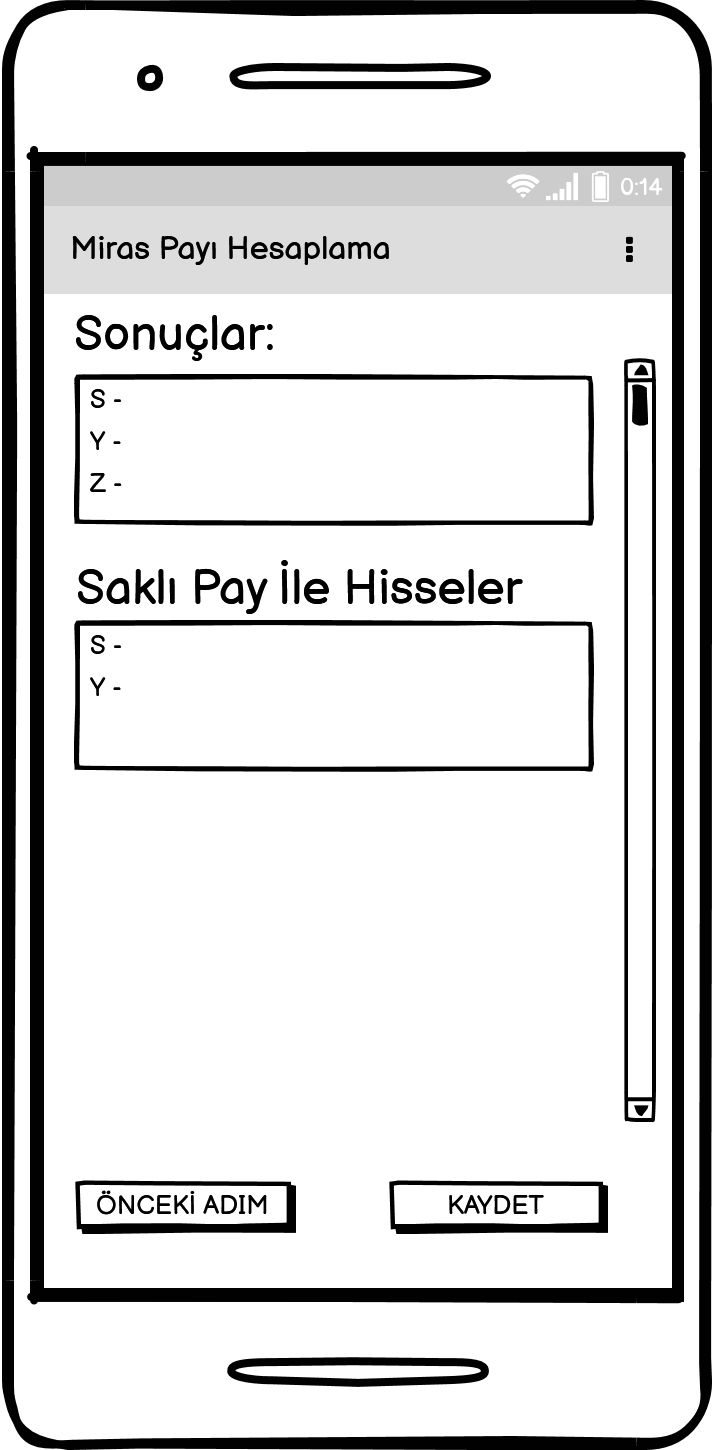 0:14
Miras Payı Hesaplama
Sonuçlar:
S -
Y -
Z -
Saklı Pay İle Hisseler
S -
Y -
ÖNCEKİ ADIM
KAYDET